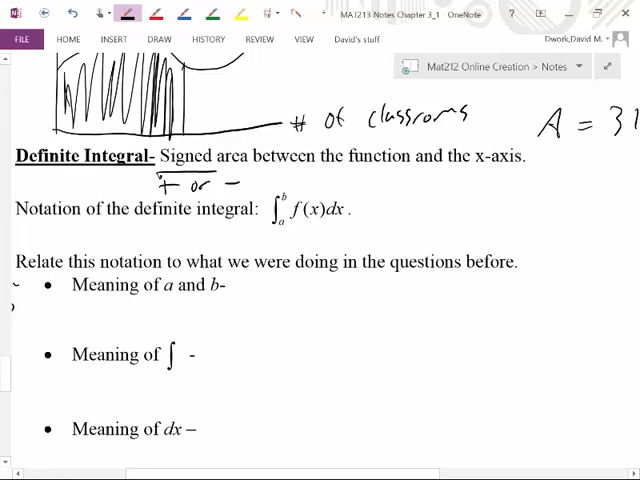 MAT213 Notes Chapter 3_1 - OneNote
FILE HOME INSERT DRAW HISTORY REVIEW VIEW David's stuff Dwork,David M.
Mat212 Online Creation > Notes
# of classroms
A = 31
Definite Integral- Signed area between the function and the x-axis.
+ or -
Notation of the definite integral: ∫_a^b f(x)dx.
Relate this notation to what we were doing in the questions before.
• Meaning of a and b-
• Meaning of ∫ -
• Meaning of dx –